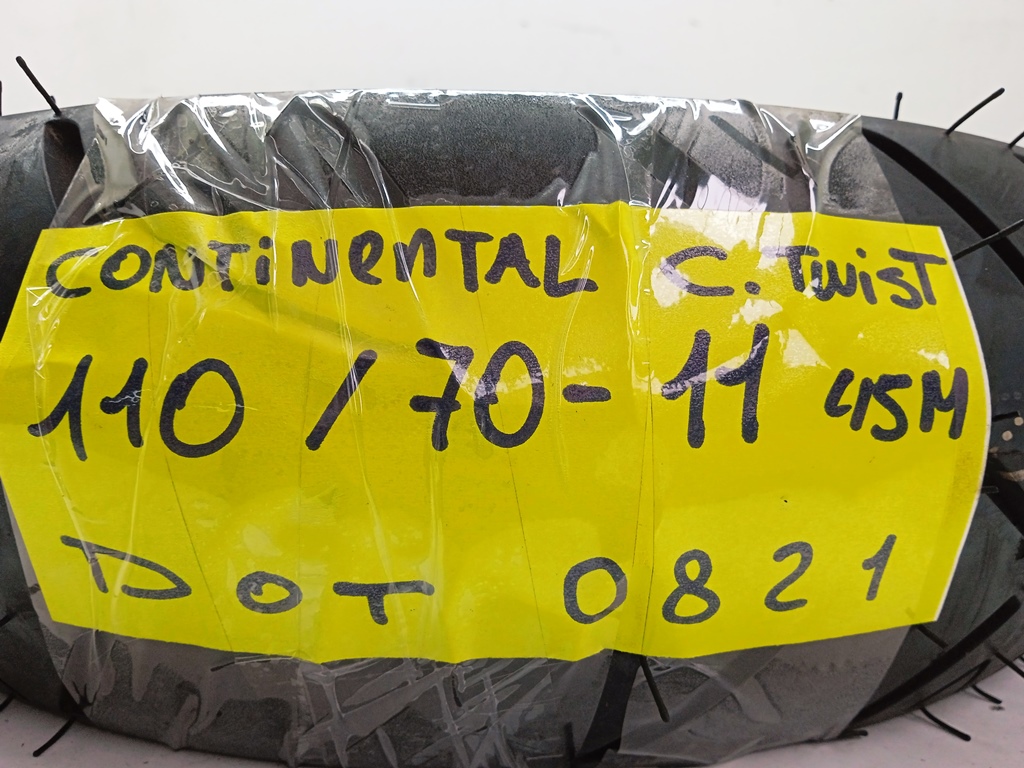 CONTiNenTAL C. TwisT
110/70-11 45M
DOT 0821